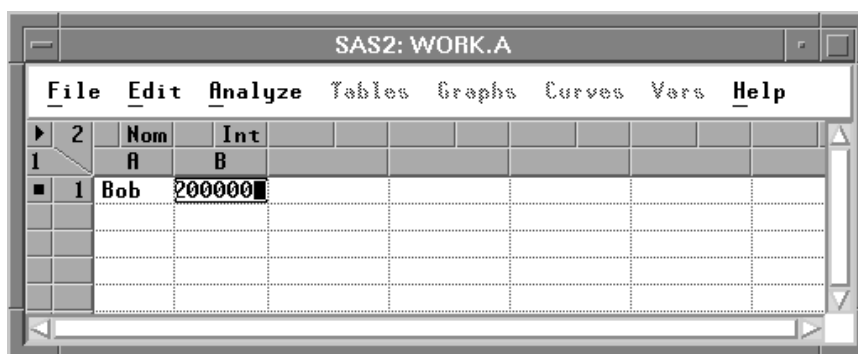 SAS2: WORK.A
File Edit Analyze Tables Graphs Curves Vars Help
2 Nom Int
1 A B
1 Bob 200000